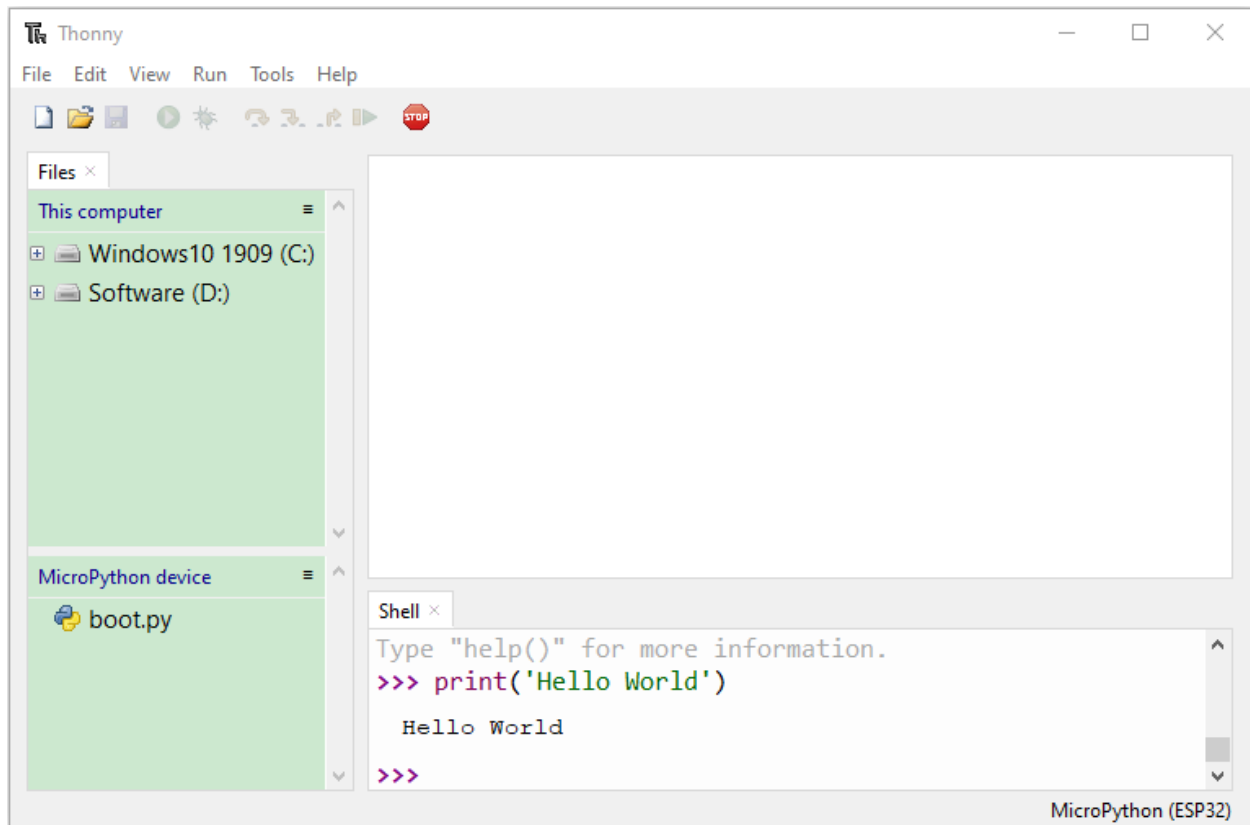 Thonny
File Edit View Run Tools Help
STOP
Files
This computer
Windows10 1909 (C:)
Software (D:)
MicroPython device
boot.py
Shell
Type "help()" for more information.
>>> print('Hello World')
Hello World
>>>
MicroPython (ESP32)